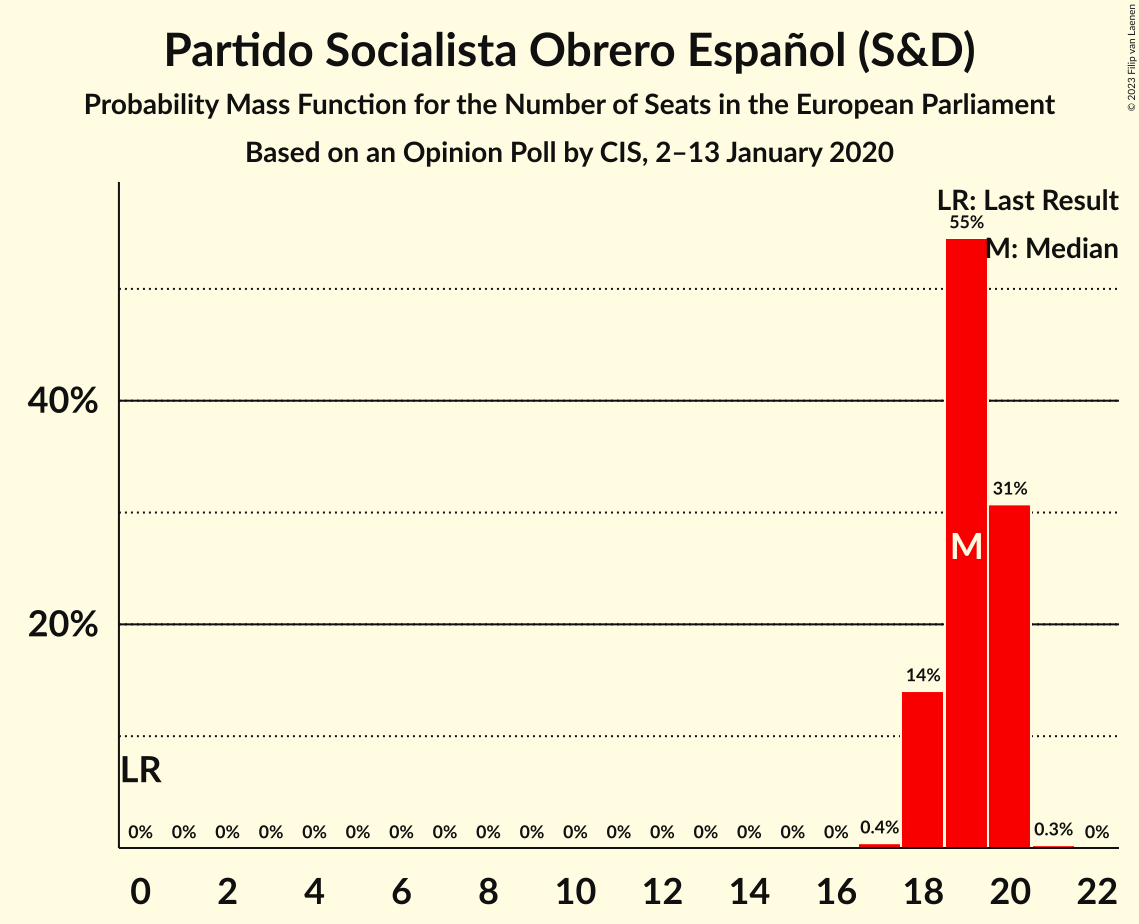 Partido Socialista Obrero Español (S&D)
Probability Mass Function for the Number of Seats in the European Parliament
Based on an Opinion Poll by CIS, 2–13 January 2020
© 2023 Filip van Laenen
LR: Last Result
55%
M: Median
40%
31%
M
20%
14%
LR
0% 0% 0% 0% 0% 0% 0% 0% 0% 0% 0% 0% 0% 0% 0% 0% 0% 0.4% 0.3% 0%
0 2 4 6 8 10 12 14 16 18 20 22